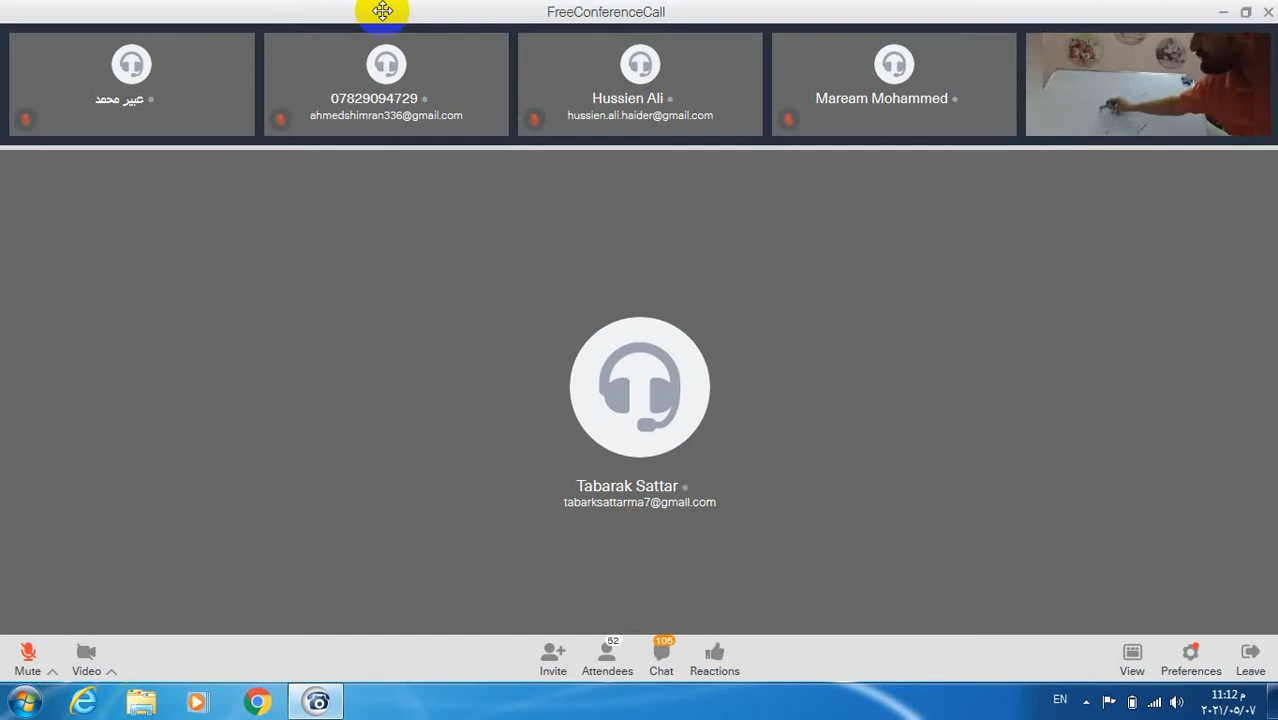 FreeConferenceCall
عبير محمد
07829094729
ahmedshimran336@gmail.com
Hussien Ali
hussien.ali.haider@gmail.com
Maream Mohammed
Tabarak Sattar
tabarksattarma7@gmail.com
Mute
Video
Invite
52
Attendees
105
Chat
Reactions
View
Preferences
Leave
EN
11:12 م
٢٠٢١/٠٥/٠٧